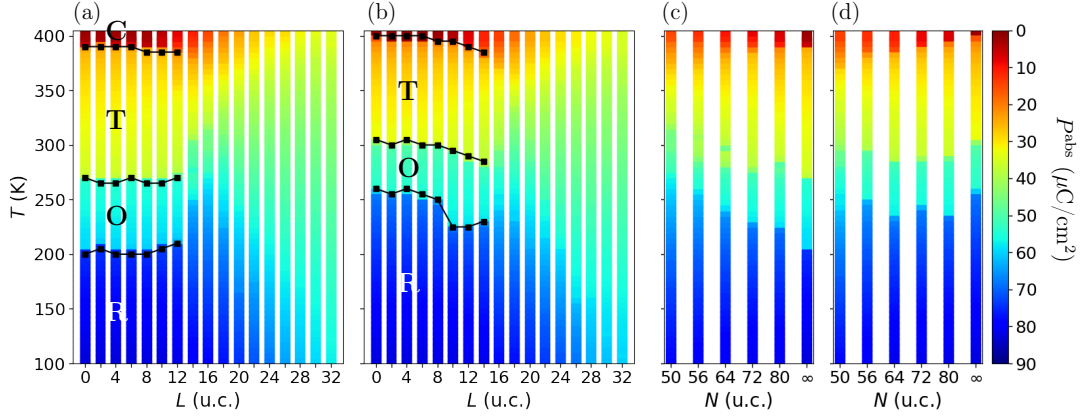 (a) (b) (c) (d)
400 C 0
350 T T 10
300 20
O 30
250 O 40
200 50
R 60
150 R 70
100 80
90
T (K)
P^abs (μC/cm²)
0 4 8 12 16 20 24 28 32 0 4 8 12 16 20 24 28 32 50 56 64 72 80 ∞ 50 56 64 72 80 ∞
L (u.c.) L (u.c.) N (u.c.) N (u.c.)